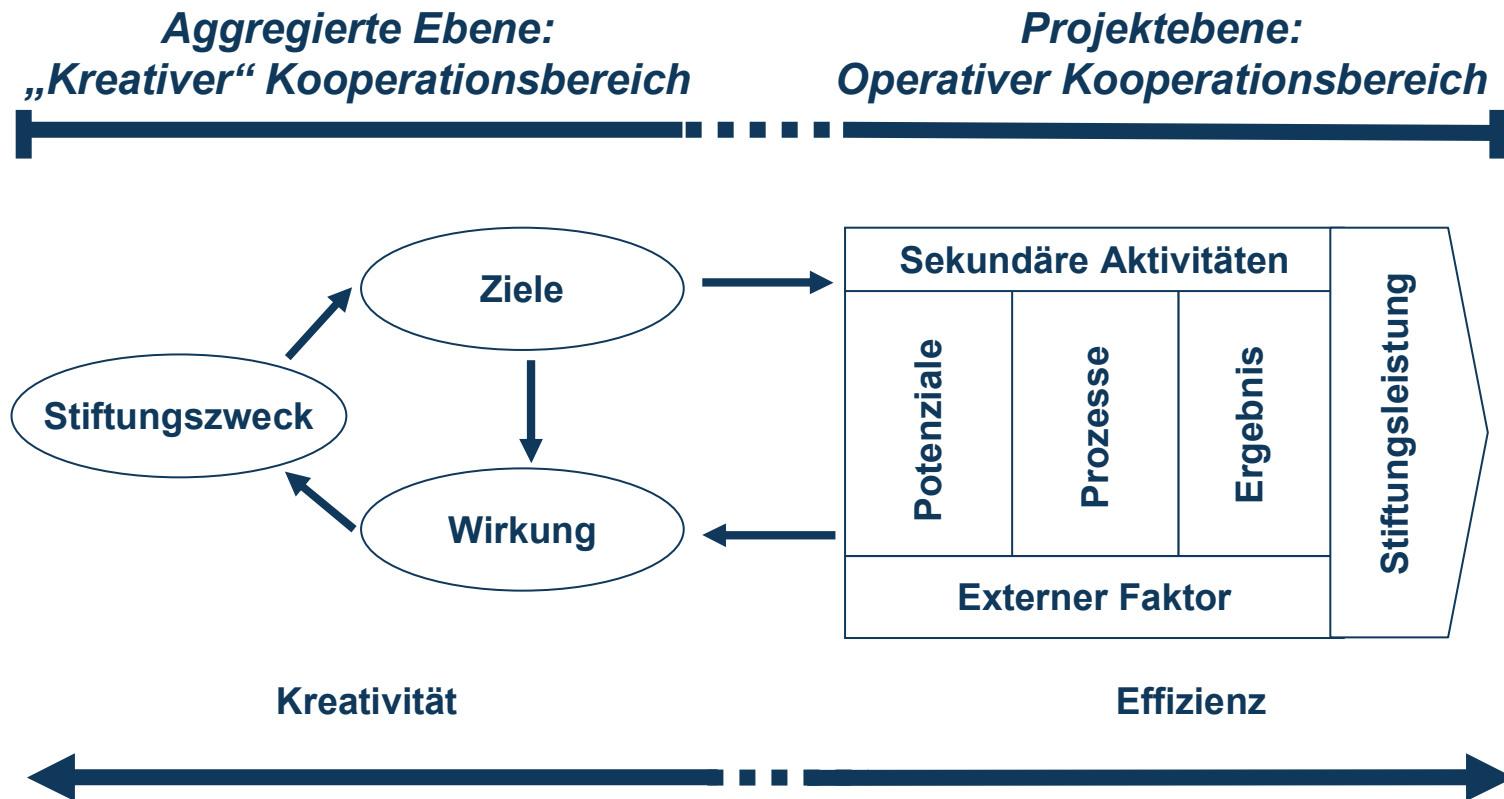 Aggregierte Ebene:
„Kreativer“ Kooperationsbereich
Projektebene:
Operativer Kooperationsbereich
Ziele
Stiftungszweck
Wirkung
Sekundäre Aktivitäten
Potenziale
Prozesse
Ergebnis
Externer Faktor
Stiftungsleistung
Kreativität
Effizienz